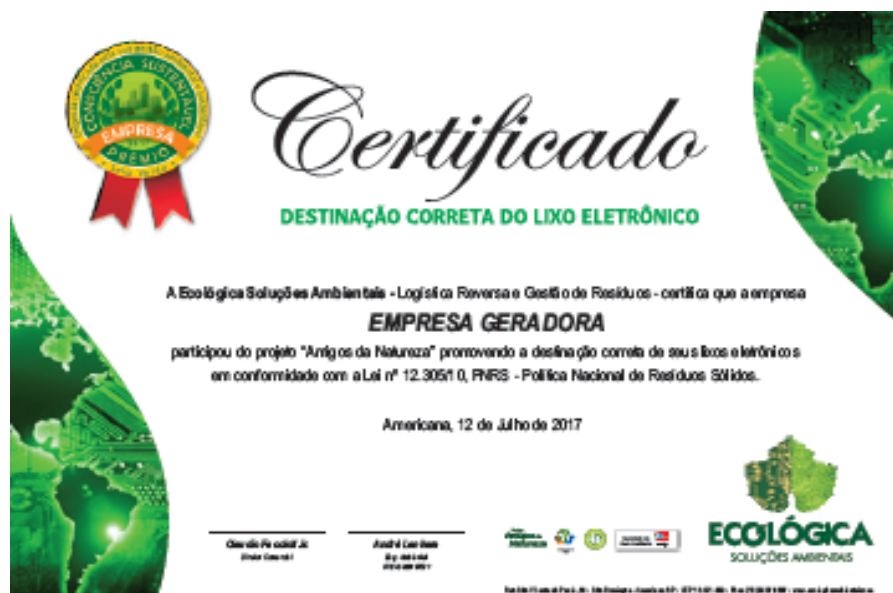 CONSCIÊNCIA SUSTENTÁVEL
EMPRESA
PRÊMIO
Certificado
DESTINAÇÃO CORRETA DO LIXO ELETRÔNICO
A Ecológica Soluções Ambientais - Logística Reversa e Gestão de Resíduos - certifica que a empresa
EMPRESA GERADORA
participou do projeto "Amigos da Natureza" promovendo a destinação correta de seus lixos eletrônicos
em conformidade com a Lei nº 12.305/10, PNRS - Política Nacional de Resíduos Sólidos.
Americana, 12 de Julho de 2017
ECOLÓGICA
SOLUÇÕES AMBIENTAIS